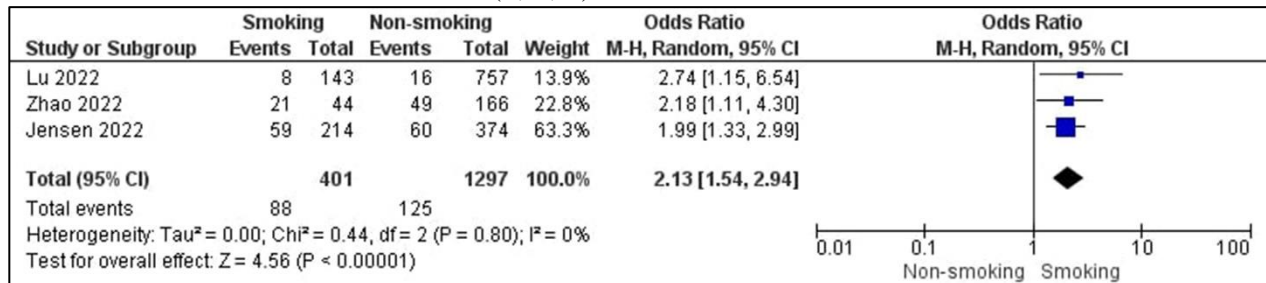 Smoking Non-smoking Odds Ratio Odds Ratio
Study or Subgroup Events Total Events Total Weight M-H, Random, 95% CI M-H, Random, 95% CI
Lu 2022 8 143 16 757 13.9% 2.74 [1.15, 6.54]
Zhao 2022 21 44 49 166 22.8% 2.18 [1.11, 4.30]
Jensen 2022 59 214 60 374 63.3% 1.99 [1.33, 2.99]
Total (95% CI) 401 1297 100.0% 2.13 [1.54, 2.94]
Total events 88 125
Heterogeneity: Tau² = 0.00; Chi² = 0.44, df = 2 (P = 0.80); I² = 0%
Test for overall effect: Z = 4.56 (P < 0.00001)
0.01 0.1 1 10 100
Non-smoking Smoking